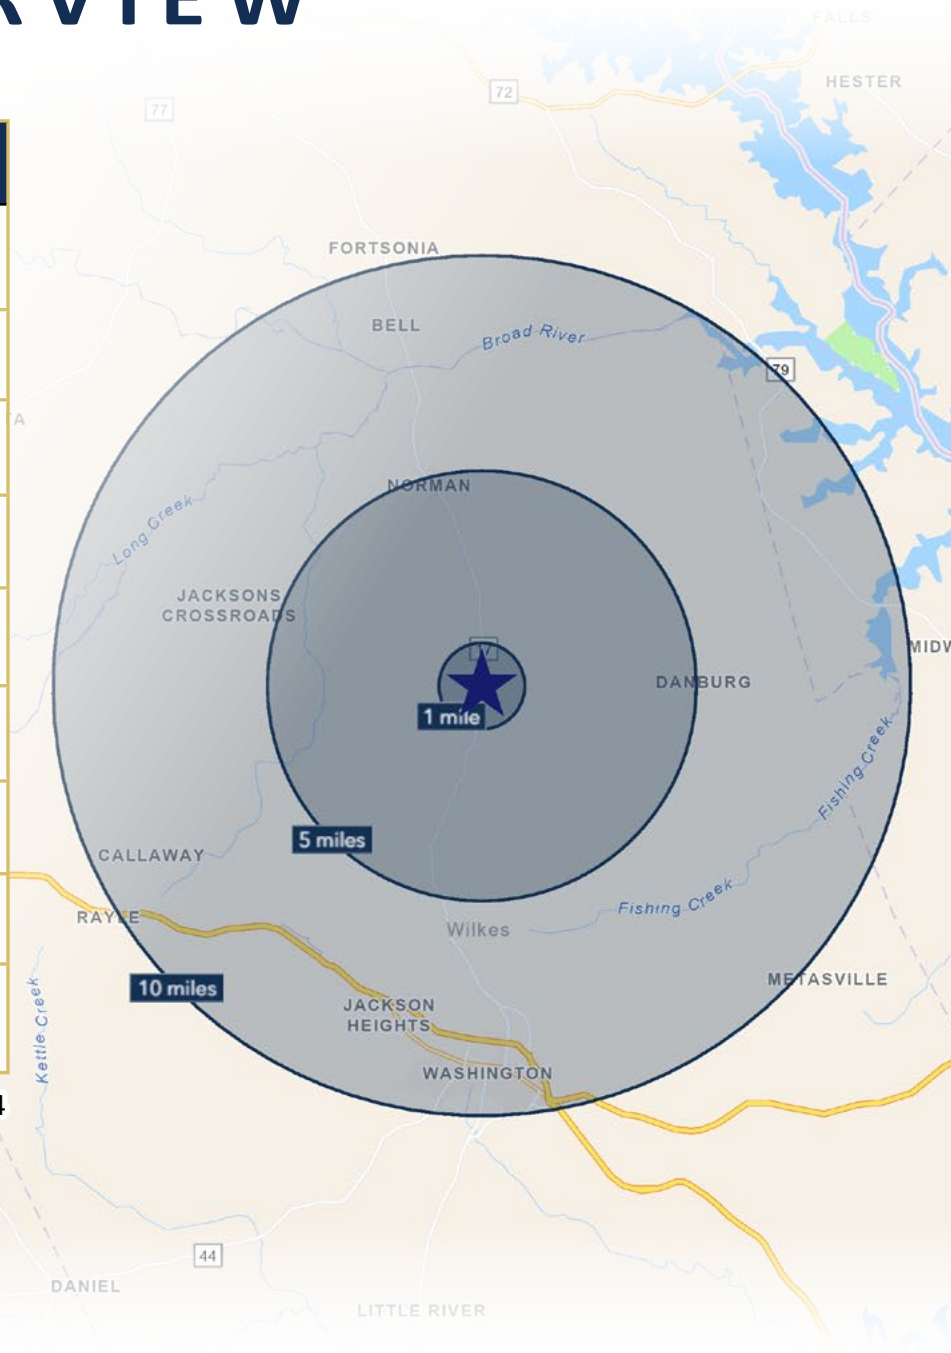 RVIEW
FALLS
HESTER
72
77
FORTSONIA
BELL
Broad River
79
TA
NORMAN
Long Creek
JACKSONS
CROSSROADS
MIDW
DANBURG
1 mile
Fishing Creek
5 miles
CALLAWAY
Fishing Creek
RAYLE
Wilkes
METASVILLE
10 miles
JACKSON
HEIGHTS
Kettle Creek
WASHINGTON
4
44
DANIEL
LITTLE RIVER